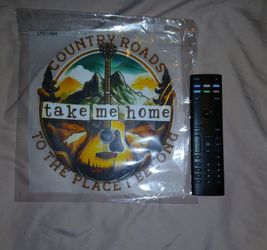 COUNTRY ROADS
take me home
TO THE PLACE I BELONG